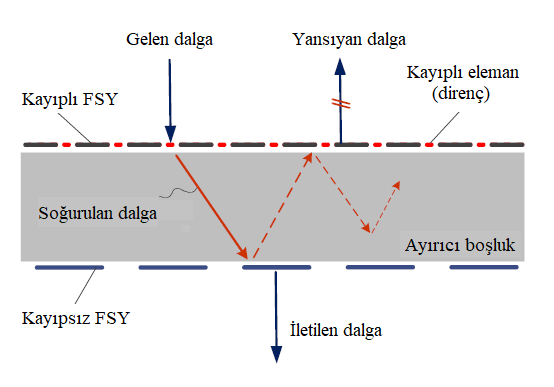 Gelen dalga
Yansıyan dalga
Kayıplı eleman
(direnç)
Kayıplı FSY
Soğurulan dalga
Ayırıcı boşluk
Kayıpsız FSY
İletilen dalga